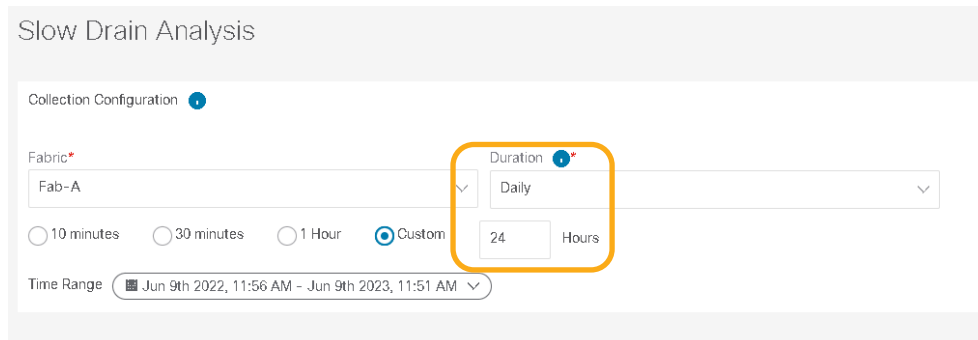 Slow Drain Analysis
Collection Configuration
Fabric* Duration *
Fab-A Daily
10 minutes 30 minutes 1 Hour Custom 24 Hours
Time Range Jun 9th 2022, 11:56 AM - Jun 9th 2023, 11:51 AM